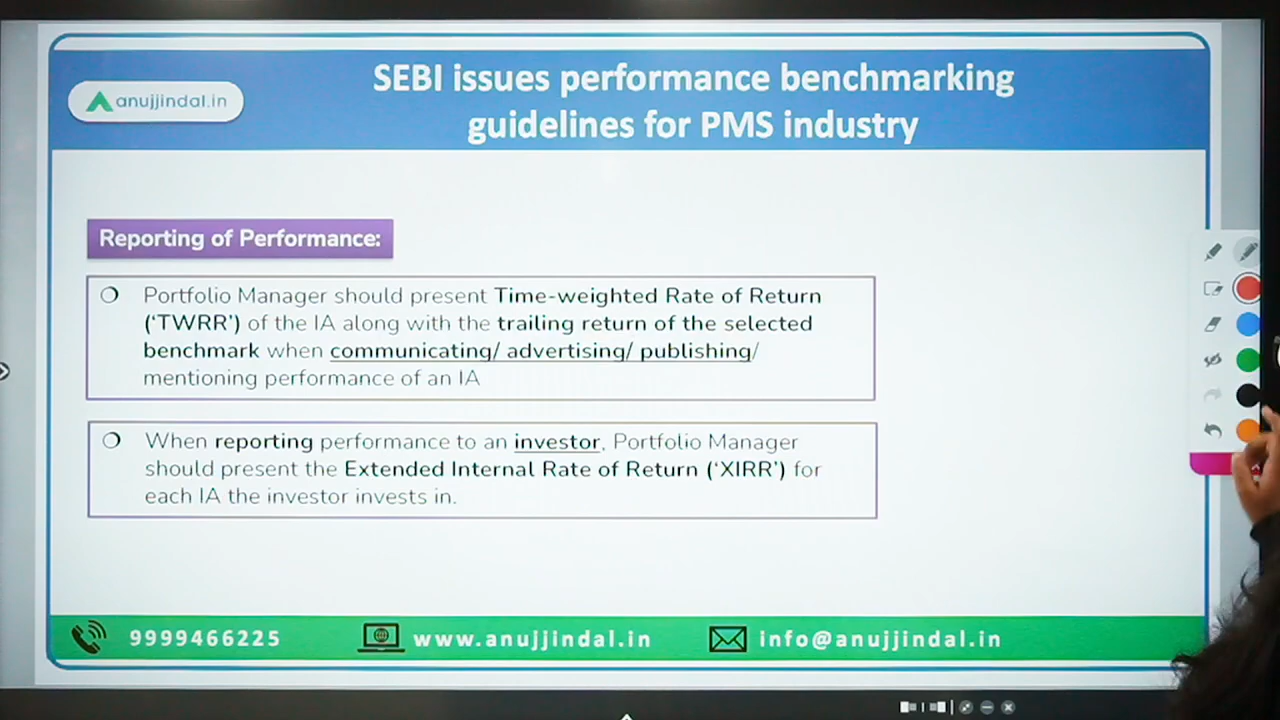 anujjindal.in
SEBI issues performance benchmarking
guidelines for PMS industry
Reporting of Performance:
Portfolio Manager should present Time-weighted Rate of Return
('TWRR') of the IA along with the trailing return of the selected
benchmark when communicating/ advertising/ publishing/
mentioning performance of an IA
When reporting performance to an investor, Portfolio Manager
should present the Extended Internal Rate of Return ('XIRR') for
each IA the investor invests in.
9999466225
www.anujjindal.in
info@anujjindal.in